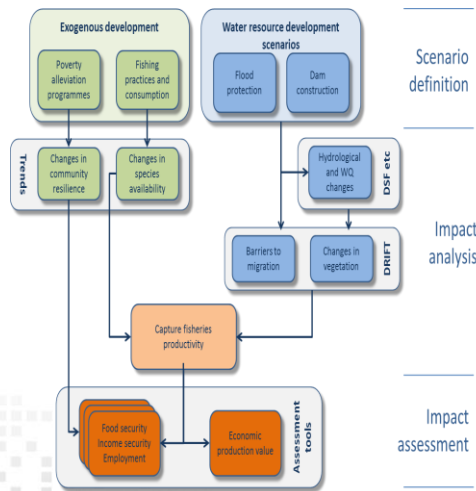 Exogenous development
Water resource development
scenarios
Poverty
alleviation
programmes
Fishing
practices and
consumption
Flood
protection
Dam
construction
Scenario
definition
Trends
Changes in
community
resilience
Changes in
species
availability
Hydrological
and WQ
changes
DSF etc
Barriers to
migration
Changes in
vegetation
DRIFT
Impact
analysis
Capture fisheries
productivity
Food security
Income security
Employment
Economic
production value
Assessment
tools
Impact
assessment